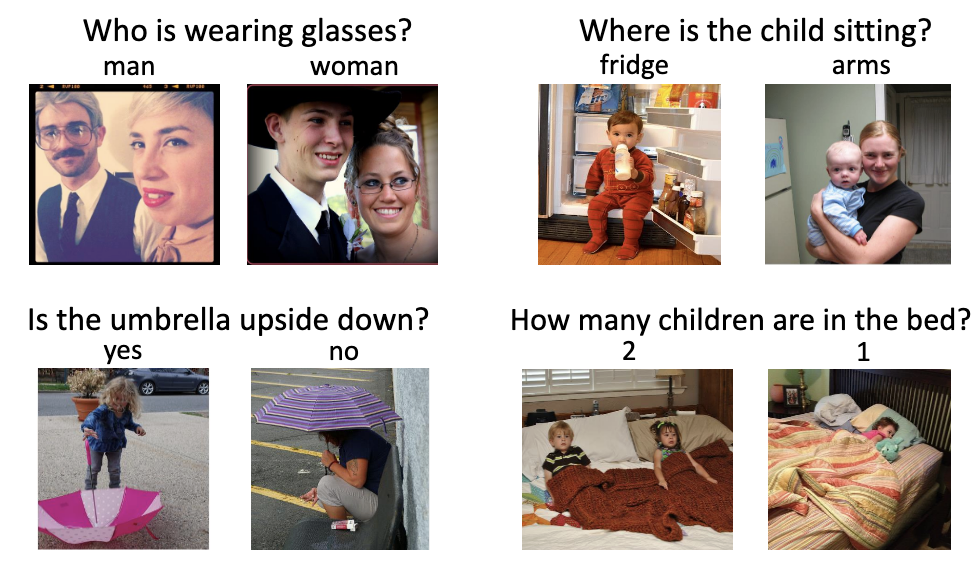 Who is wearing glasses?
man
woman
Where is the child sitting?
fridge
arms
Is the umbrella upside down?
yes
no
How many children are in the bed?
2
1